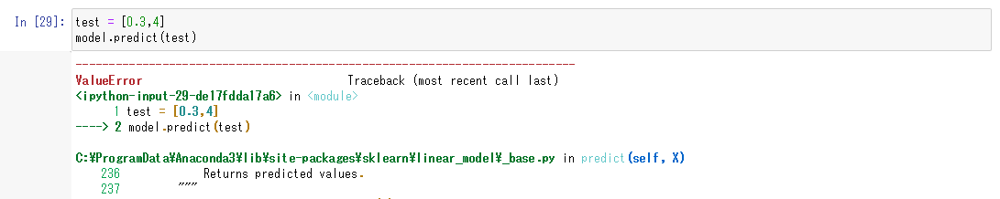 In [29]: test = [0.3,4]
model.predict(test)
---------------------------------------------------------------------------
ValueError                                Traceback (most recent call last)
<ipython-input-29-de17fdda17a6> in <module>
      1 test = [0.3,4]
----> 2 model.predict(test)
C:¥ProgramData¥Anaconda3¥lib¥site-packages¥sklearn¥linear_model¥_base.py in predict(self, X)
    236             Returns predicted values.
    237         """